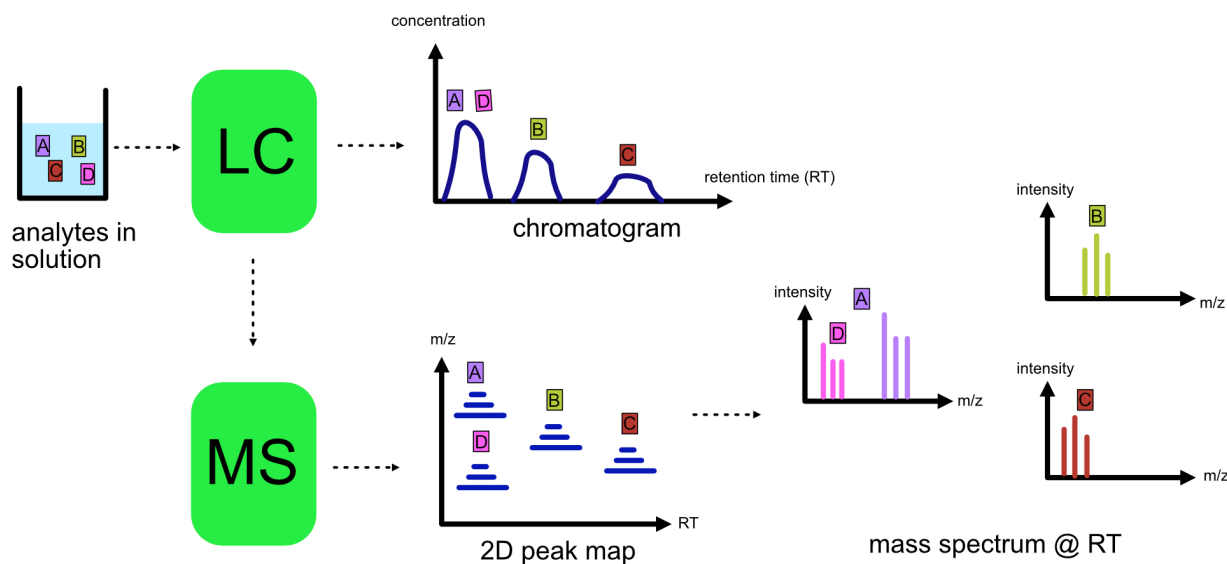 A
B
C
D
analytes in
solution
LC
concentration
A
D
B
C
retention time (RT)
chromatogram
MS
m/z
A
B
C
D
RT
2D peak map
intensity
A
D
m/z
intensity
B
m/z
intensity
C
m/z
mass spectrum @ RT